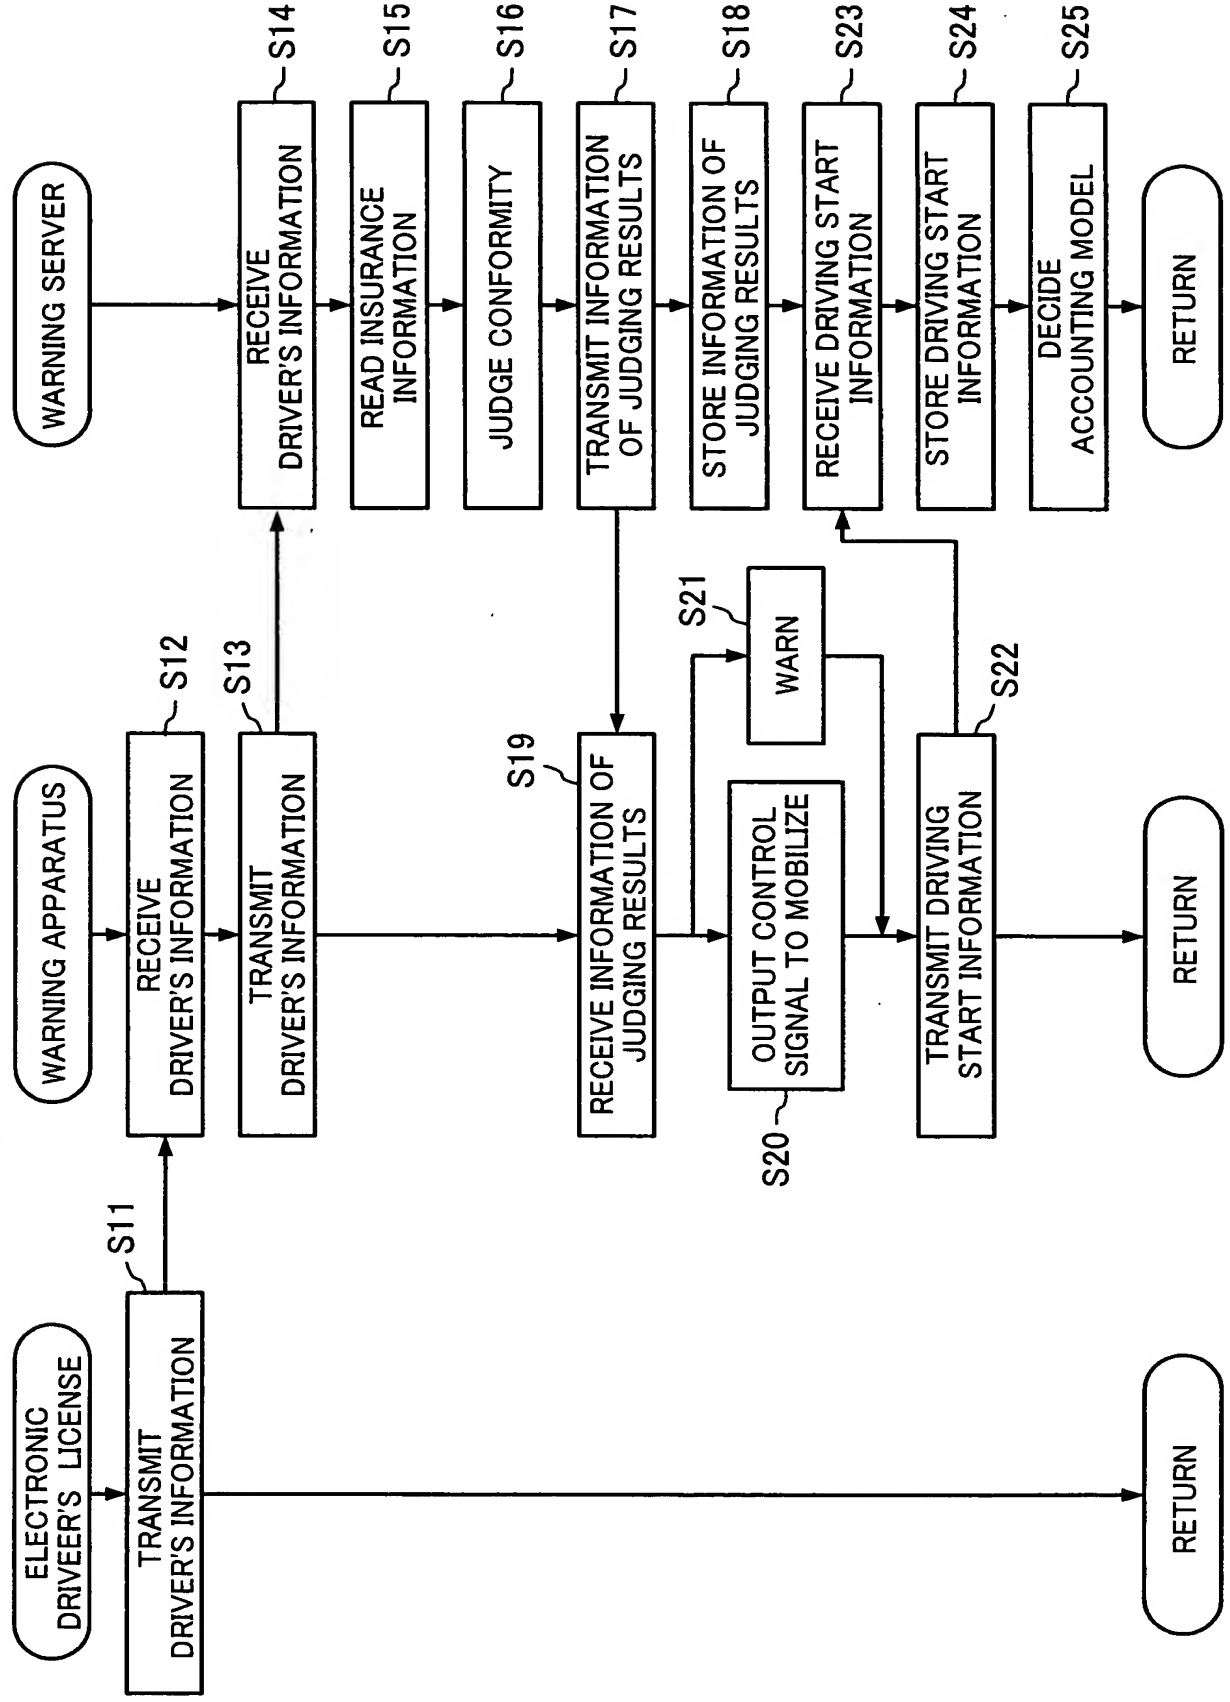 ELECTRONIC
DRIVEER'S LICENSE
S11
TRANSMIT
DRIVER'S INFORMATION
RETURN
WARNING APPARATUS
S12
RECEIVE
DRIVER'S INFORMATION
S13
TRANSMIT
DRIVER'S INFORMATION
S19
RECEIVE INFORMATION OF
JUDGING RESULTS
S20
OUTPUT CONTROL
SIGNAL TO MOBILIZE
S21
WARN
S22
TRANSMIT DRIVING
START INFORMATION
RETURN
WARNING SERVER
S14
RECEIVE
DRIVER'S INFORMATION
S15
READ INSURANCE
INFORMATION
S16
JUDGE CONFORMITY
S17
TRANSMIT INFORMATION
OF JUDGING RESULTS
S18
STORE INFORMATION OF
JUDGING RESULTS
S23
RECEIVE DRIVING START
INFORMATION
S24
STORE DRIVING START
INFORMATION
S25
DECIDE
ACCOUNTING MODEL
RETURN